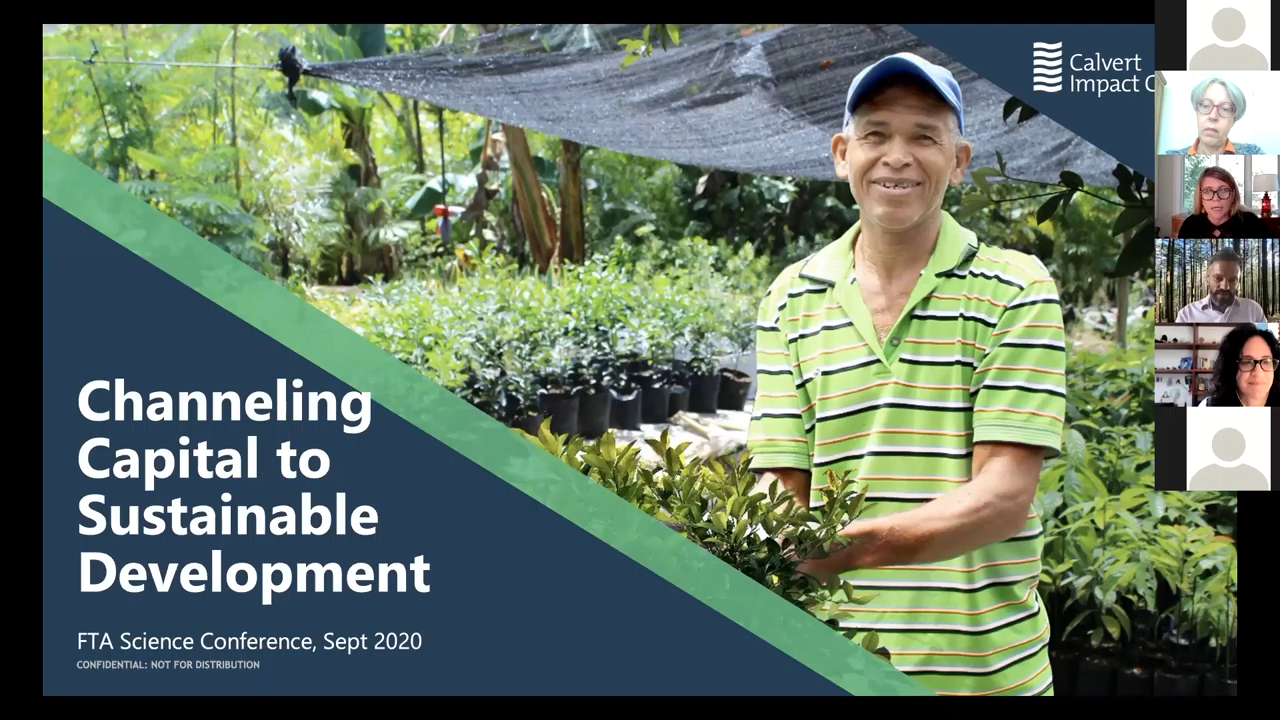 Calvert
Impact
Channeling
Capital to
Sustainable
Development
FTA Science Conference, Sept 2020
CONFIDENTIAL: NOT FOR DISTRIBUTION